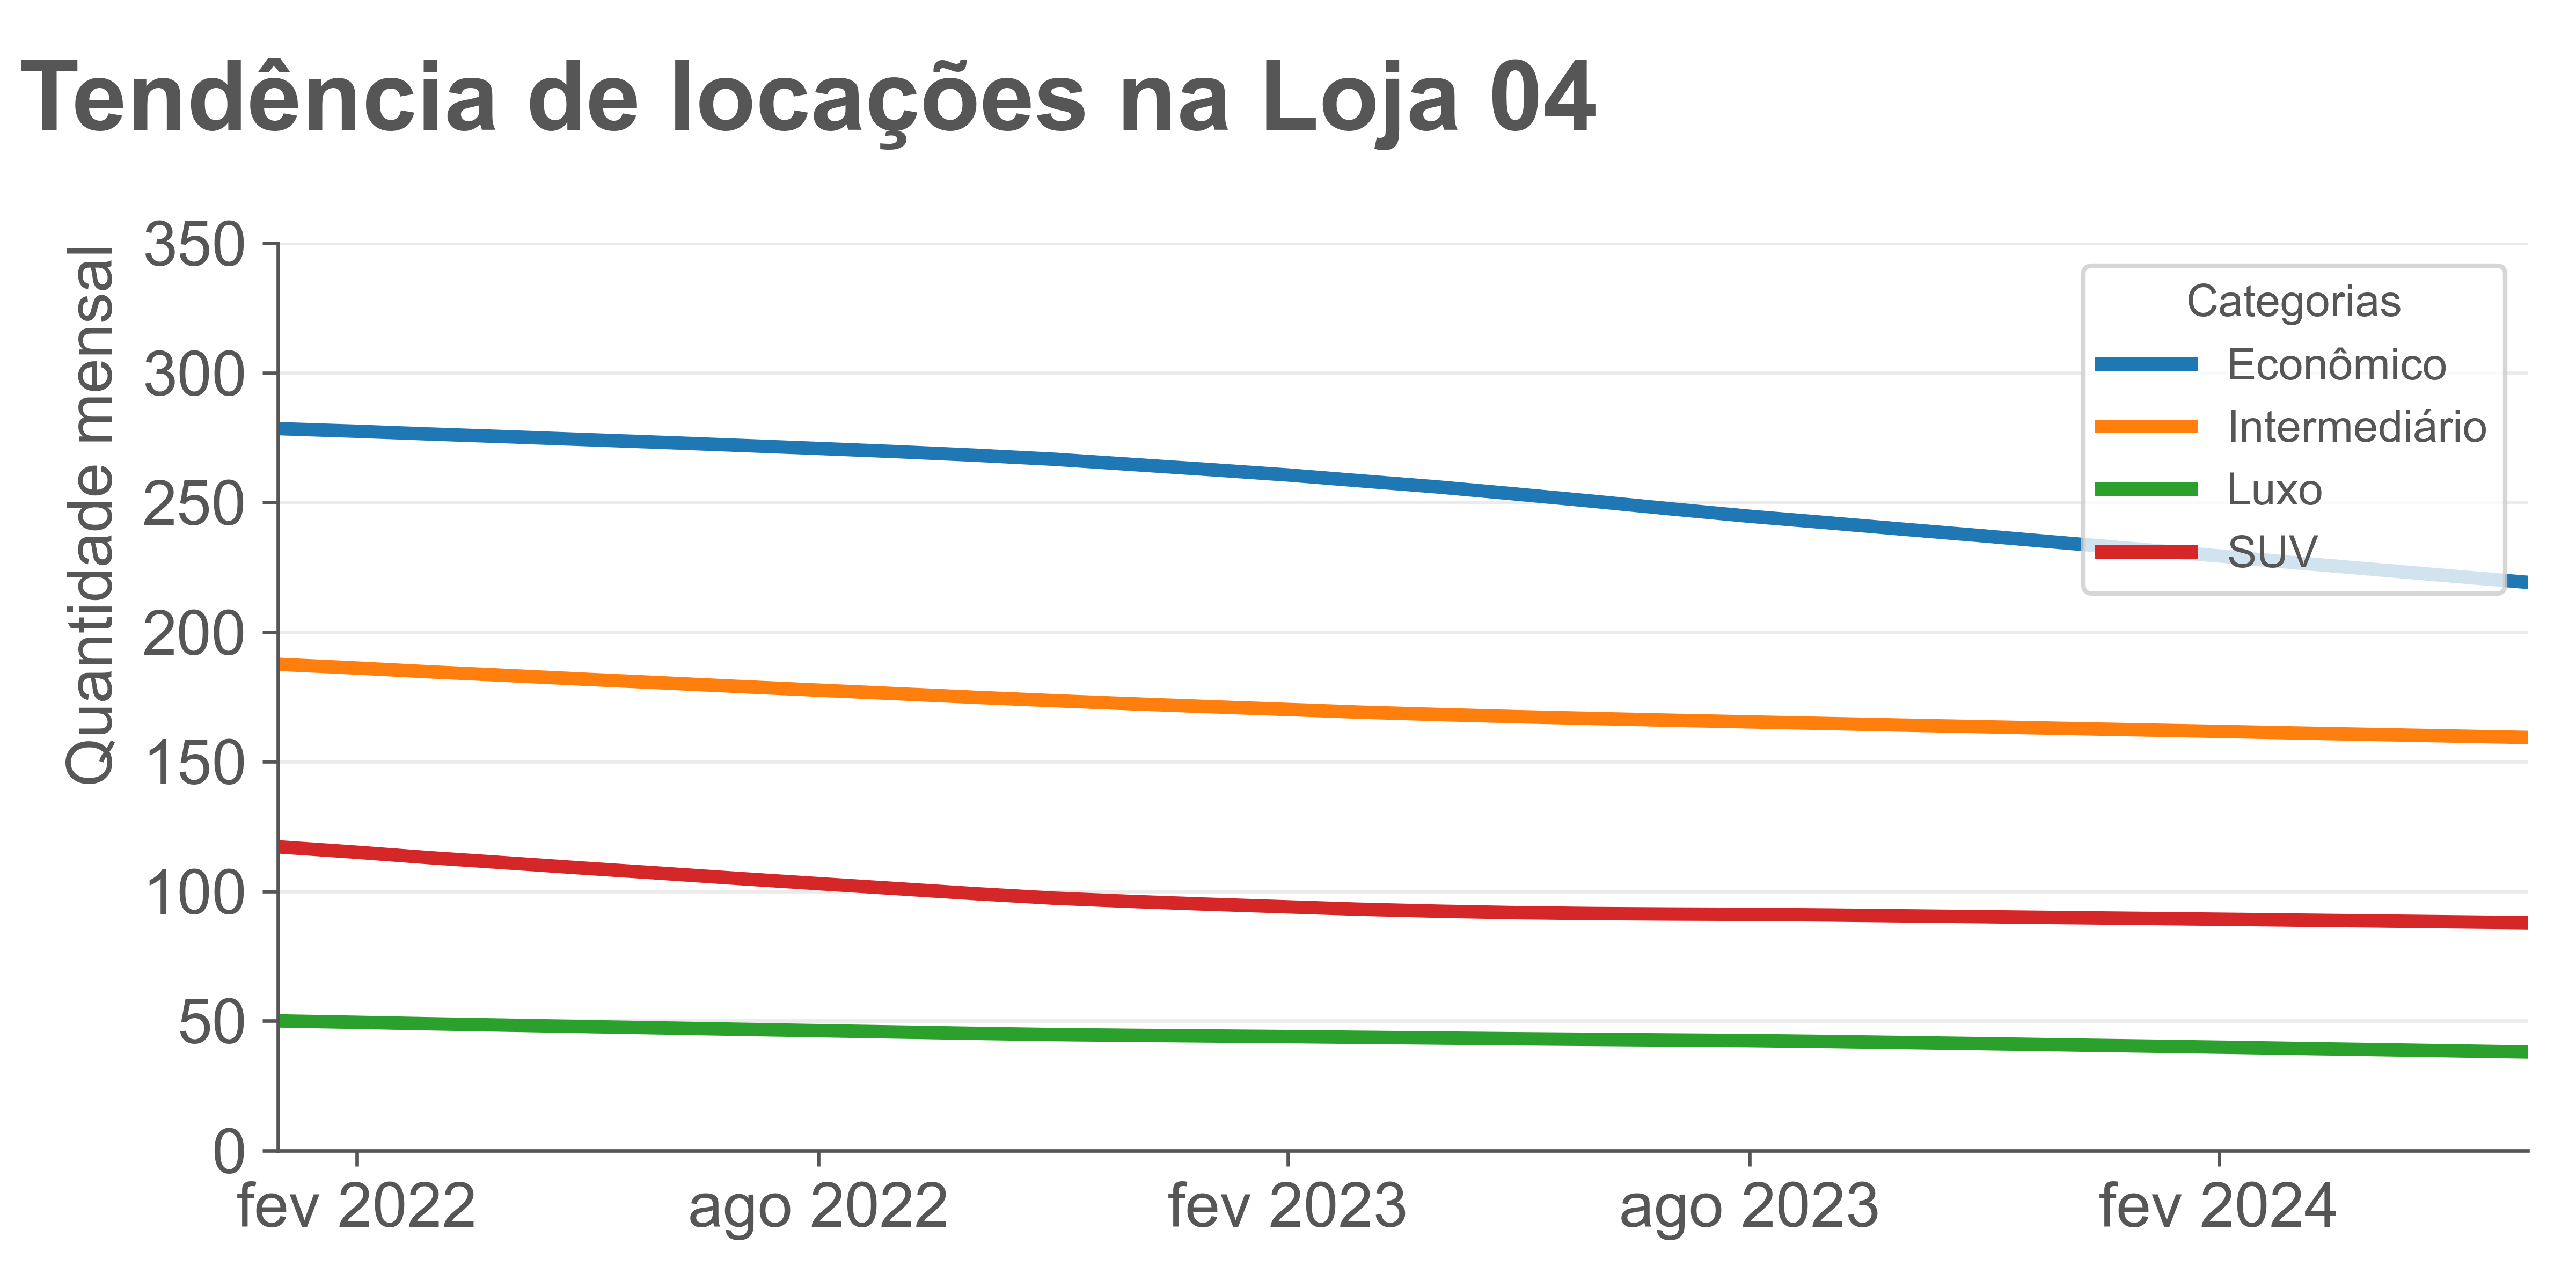 Tendência de locações na Loja 04
Quantidade mensal
350
300
250
200
150
100
50
0
Categorias
Econômico
Intermediário
Luxo
SUV
fev 2022
ago 2022
fev 2023
ago 2023
fev 2024